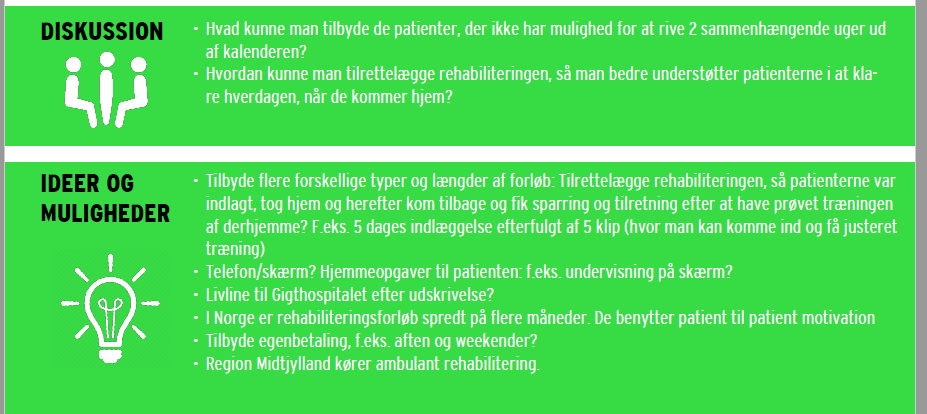 DISKUSSION
• Hvad kunne man tilbyde de patienter, der ikke har mulighed for at rive 2 sammenhængende uger ud
af kalenderen?
• Hvordan kunne man tilrettelægge rehabiliteringen, så man bedre understøtter patienterne i at kla-
re hverdagen, når de kommer hjem?
IDEER OG
MULIGHEDER
• Tilbyde flere forskellige typer og længder af forløb: Tilrettelægge rehabiliteringen, så patienterne var
indlagt, tog hjem og herefter kom tilbage og fik sparring og tilretning efter at have prøvet træningen
af derhjemme? F.eks. 5 dages indlæggelse efterfulgt af 5 klip (hvor man kan komme ind og få justeret
træning)
• Telefon/skærm? Hjemmeopgaver til patienten: f.eks. undervisning på skærm?
• Livline til Gigthospitalet efter udskrivelse?
• I Norge er rehabiliteringsforløb spredt på flere måneder. De benytter patient til patient motivation
• Tilbyde egenbetaling, f.eks. aften og weekender?
• Region Midtjylland kører ambulant rehabilitering.